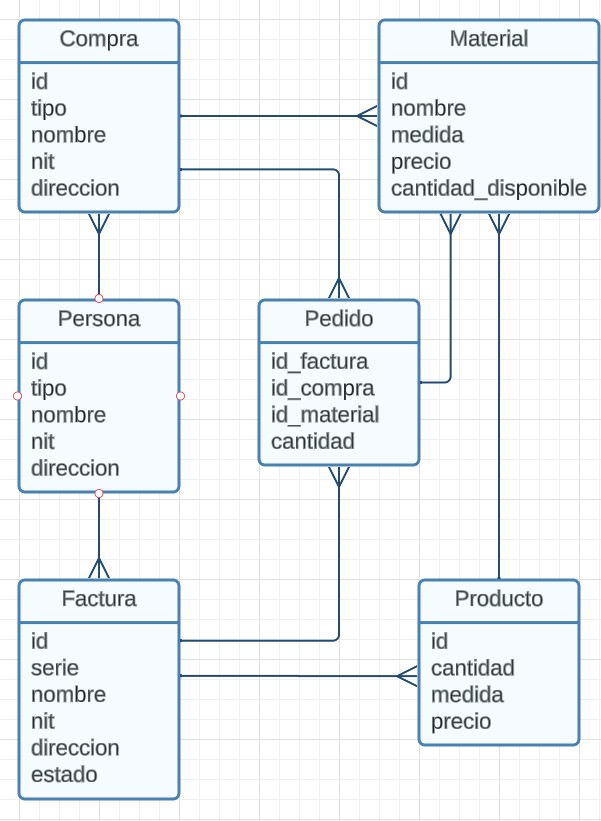 Compra
id
tipo
nombre
nit
direccion
Material
id
nombre
medida
precio
cantidad_disponible
Persona
id
tipo
nombre
nit
direccion
Pedido
id_factura
id_compra
id_material
cantidad
Factura
id
serie
nombre
nit
direccion
estado
Producto
id
cantidad
medida
precio